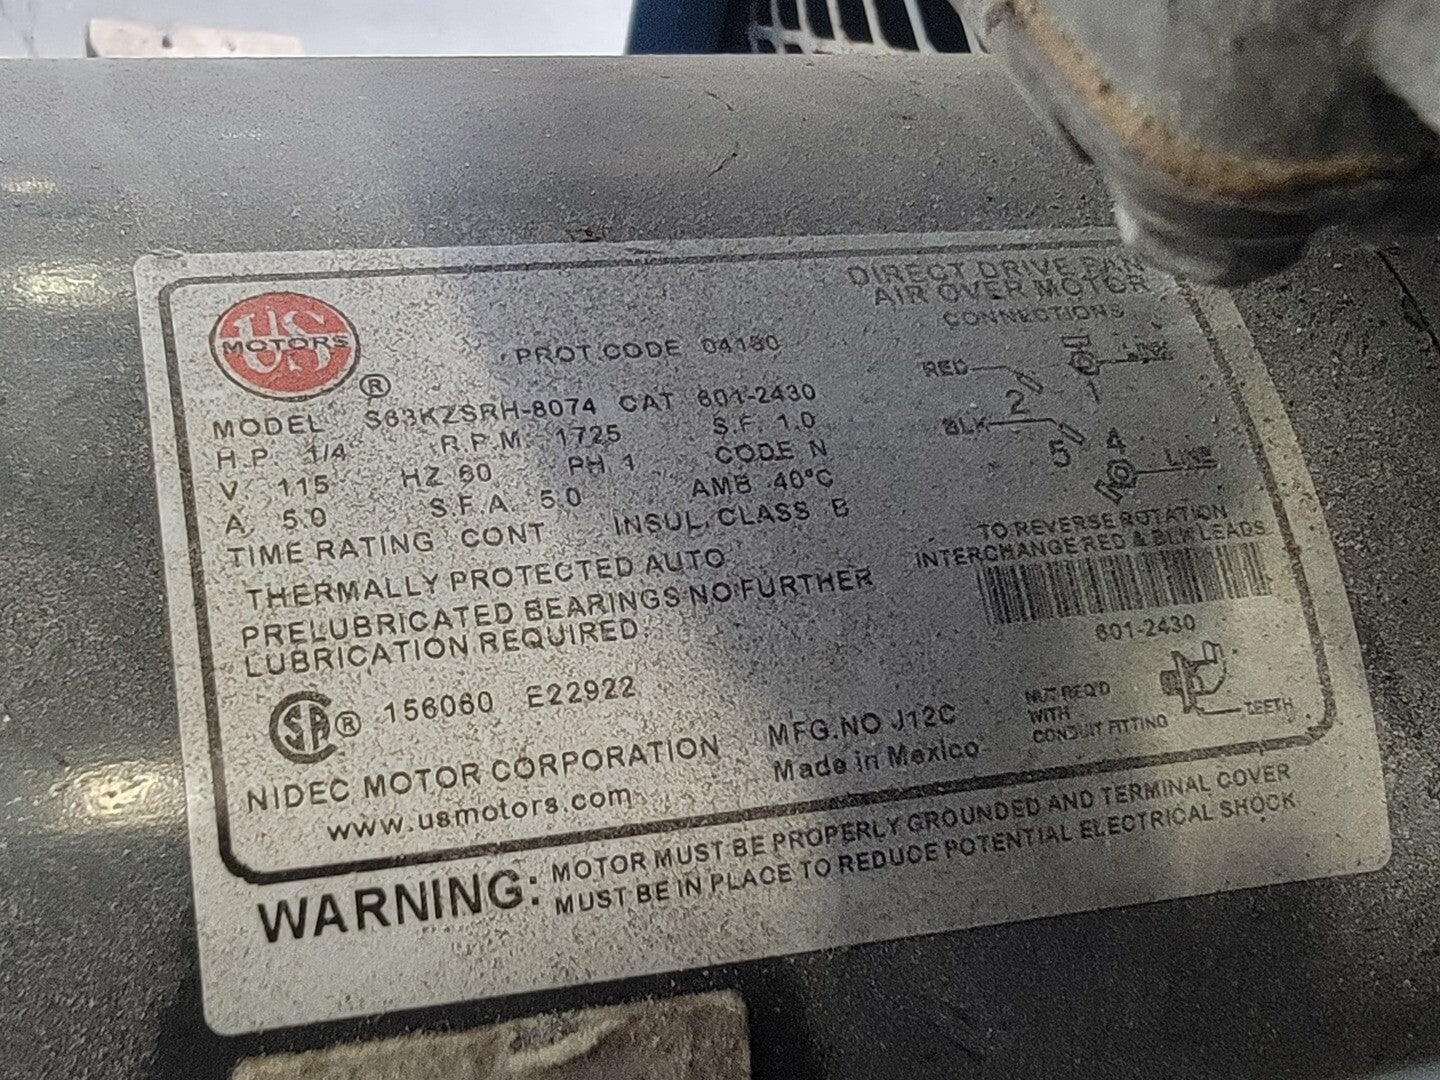 US
MOTORS
®
PROT.CODE 04180
MODEL S63KZSRH-8074 CAT 601-2430
H.P. 1/4 R.P.M. 1725 S.F. 1.0
V. 115 HZ 60 PH 1 CODE N
A. 5.0 S.F.A. 5.0 AMB 40°C
TIME RATING CONT INSUL. CLASS B
THERMALLY PROTECTED AUTO
PRELUBRICATED BEARINGS NO FURTHER
LUBRICATION REQUIRED.
SA ® 156060 E22922
NIDEC MOTOR CORPORATION
www.usmotors.com
MFG.NO J12C
Made in Mexico
DIRECT DRIVE FAN
AIR OVER MOTOR
CONNECTIONS
RED
LINE
1
2
BLK
5
4
LINE
TO REVERSE ROTATION
INTERCHANGE RED & BLK LEADS
601-2430
NUT REQ'D
WITH
CONDUIT FITTING
TEETH
WARNING: MOTOR MUST BE PROPERLY GROUNDED AND TERMINAL COVER
MUST BE IN PLACE TO REDUCE POTENTIAL ELECTRICAL SHOCK